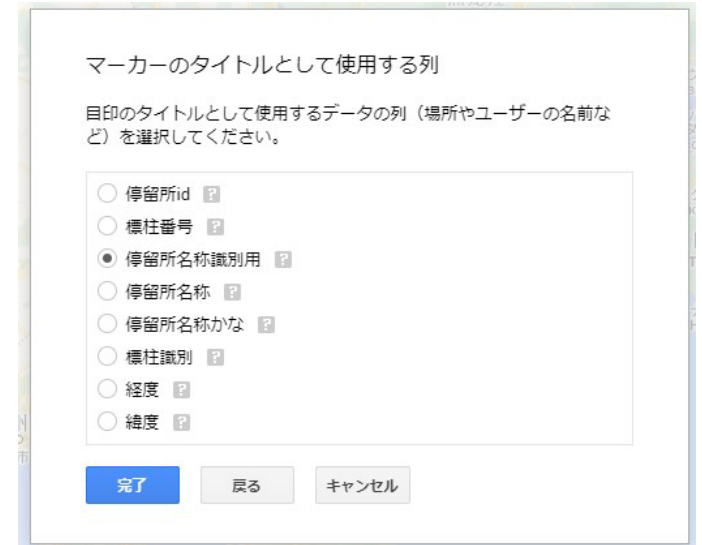 マーカーのタイトルとして使用する列
目印のタイトルとして使用するデータの列（場所やユーザーの名前な
ど）を選択してください。
停留所id ?
標柱番号 ?
停留所名称識別用 ?
停留所名称 ?
停留所名称かな ?
標柱識別 ?
経度 ?
緯度 ?
完了 戻る キャンセル